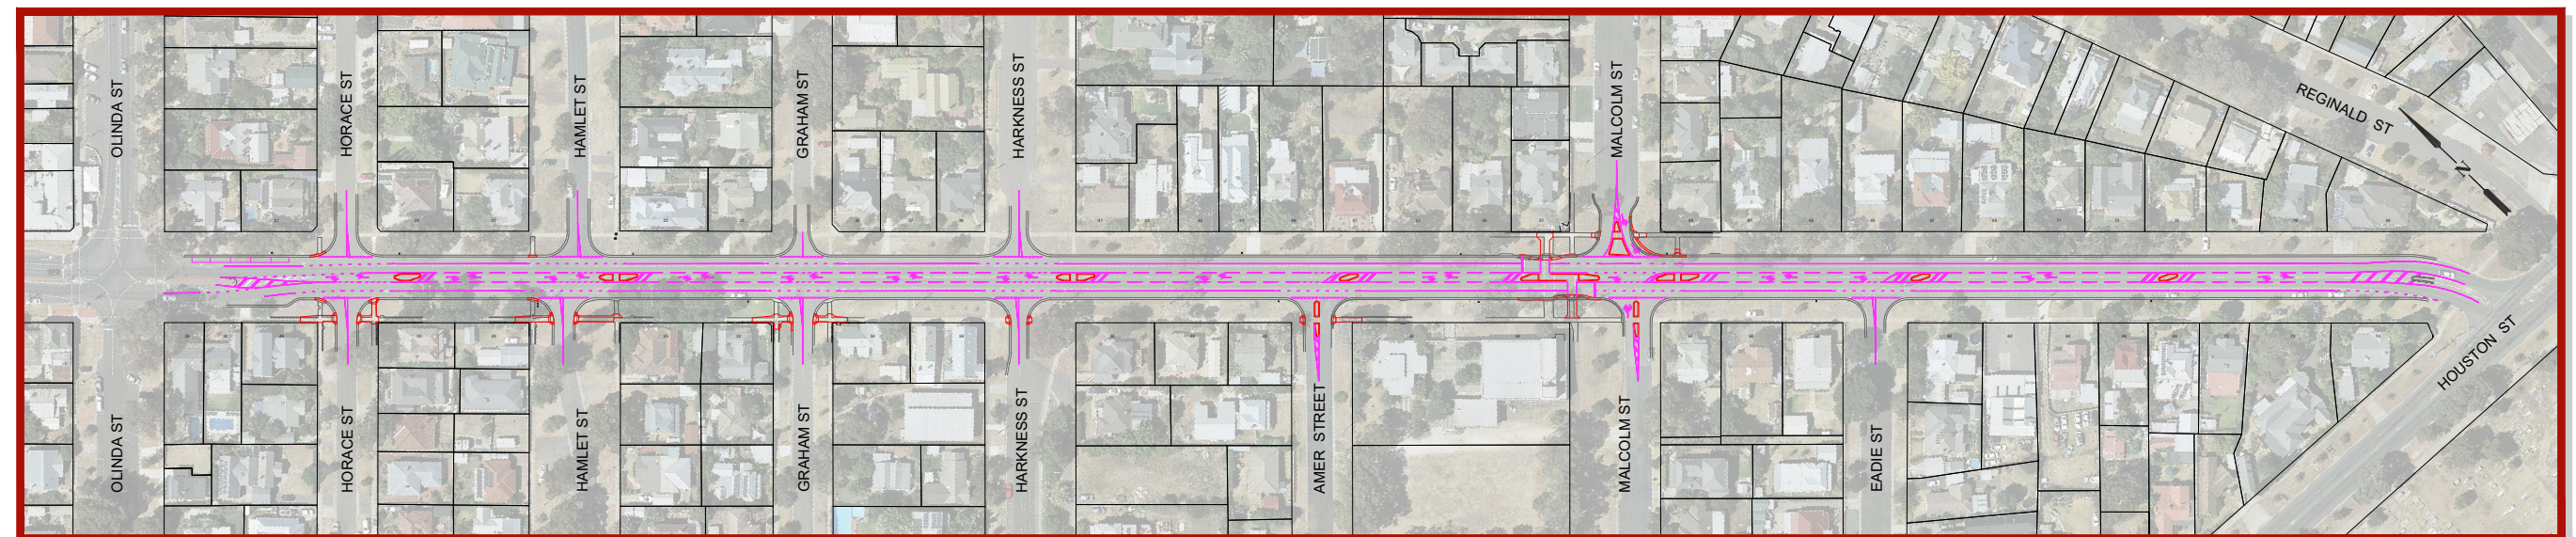 OLINDA ST
HORACE ST
HAMLET ST
GRAHAM ST
HARKNESS ST
MALCOLM ST
REGINALD ST
N
OLINDA ST
HORACE ST
HAMLET ST
GRAHAM ST
HARKNESS ST
AMER STREET
MALCOLM ST
EADIE ST
HOUSTON ST